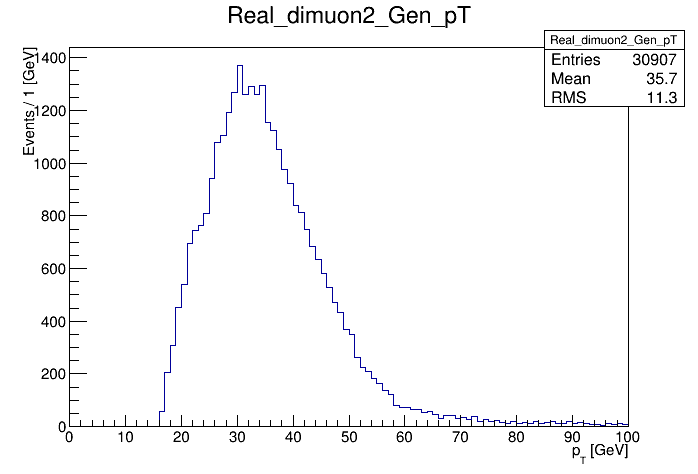 Real_dimuon2_Gen_pT
Real_dimuon2_Gen_pT
Entries 30907
Mean 35.7
RMS 11.3
Events / 1 [GeV]
1400
1200
1000
800
600
400
200
0
0 10 20 30 40 50 60 70 80 90 100
p_T [GeV]